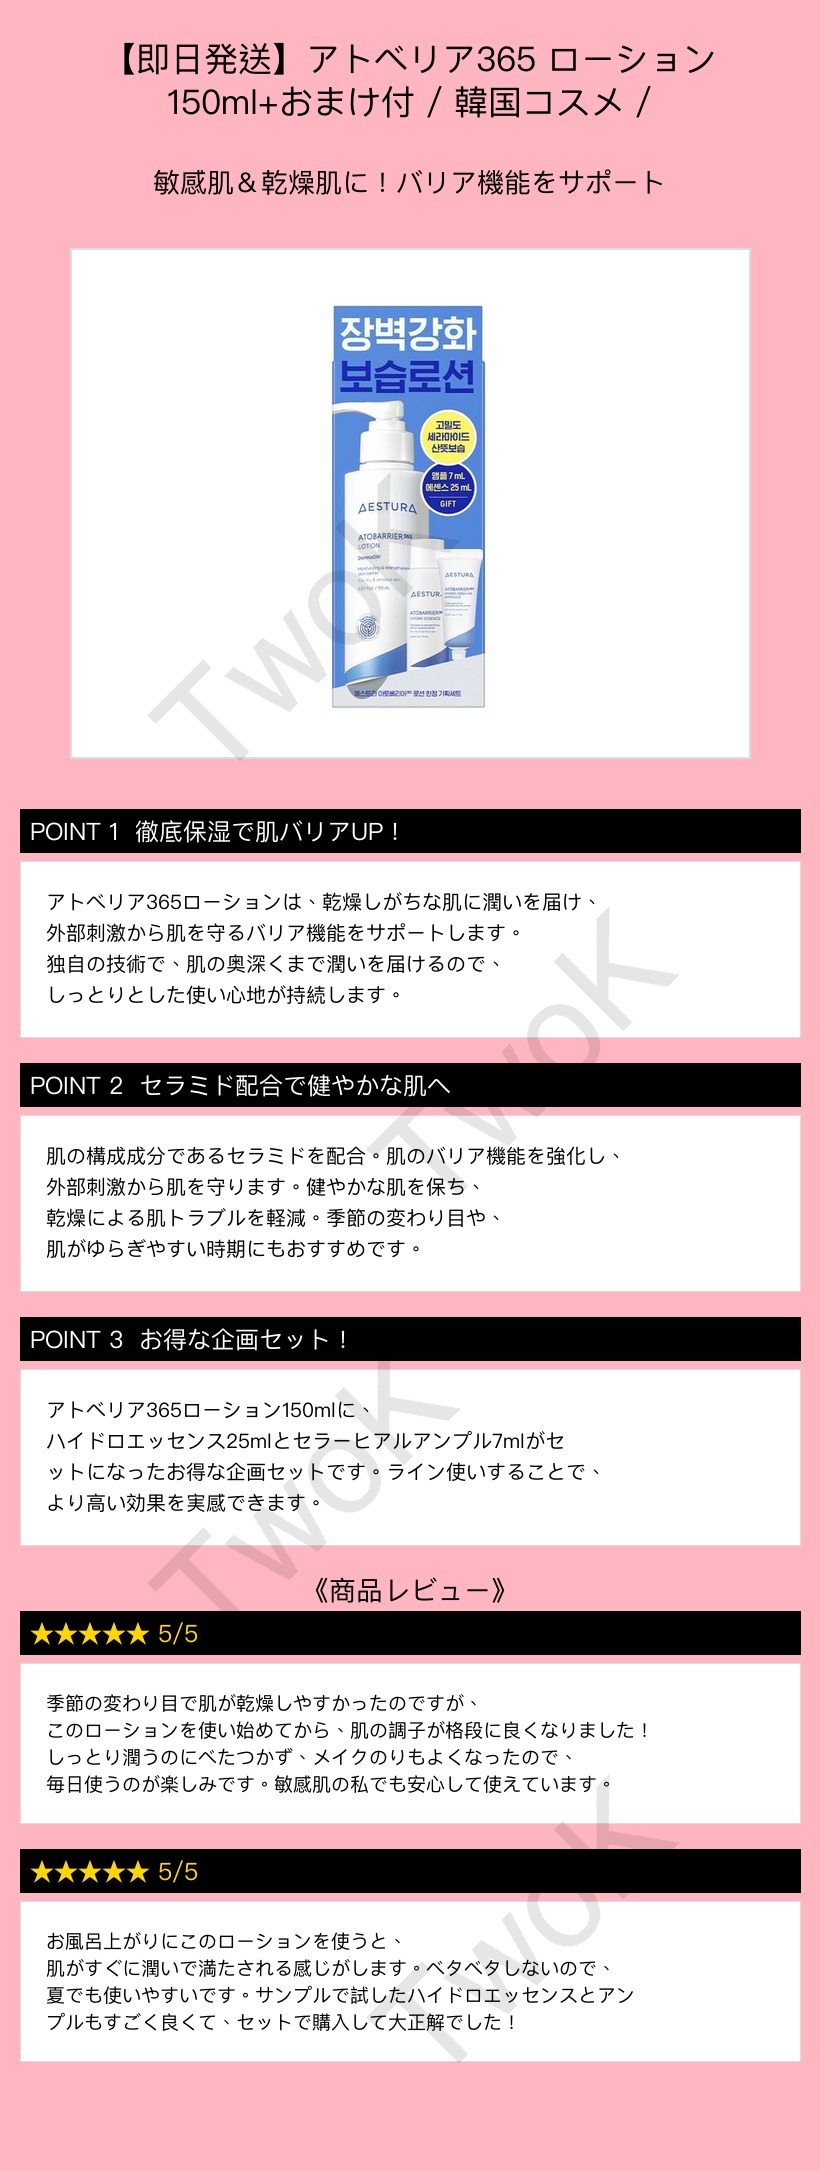 【即日発送】アトベリア365 ローション
150ml+おまけ付 / 韓国コスメ /
敏感肌＆乾燥肌に！バリア機能をサポート
장벽강화
보습로션
고밀도
세라마이드
산뜻보습
앰플 7 mL
에센스 25 mL
GIFT
AESTURA
ATOBARRIER365
LOTION
DermaON
Moisturizing & strengthening
skin barrier
AESTURA
ATOBARRIER
HYDRO ESSENCE
AESTURA
ATOBARRIER
에스트라 아토베리어365 로션 한정 기획세트
TwoK
POINT 1 徹底保湿で肌バリアUP！
アトベリア365ローションは、乾燥しがちな肌に潤いを届け、
外部刺激から肌を守るバリア機能をサポートします。
独自の技術で、肌の奥深くまで潤いを届けるので、
しっとりとした使い心地が持続します。
TwoK
POINT 2 セラミド配合で健やかな肌へ
肌の構成成分であるセラミドを配合。肌のバリア機能を強化し、
外部刺激から肌を守ります。健やかな肌を保ち、
乾燥による肌トラブルを軽減。季節の変わり目や、
肌がゆらぎやすい時期にもおすすめです。
POINT 3 お得な企画セット！
アトベリア365ローション150mlに、
ハイドロエッセンス25mlとセラーヒアルアンプル7mlがセ
ットになったお得な企画セットです。ライン使いすることで、
より高い効果を実感できます。
TwoK
《商品レビュー》
★★★★★ 5/5
季節の変わり目で肌が乾燥しやすかったのですが、
このローションを使い始めてから、肌の調子が格段に良くなりました！
しっとり潤うのにべたつかず、メイクのりもよくなったので、
毎日使うのが楽しみです。敏感肌の私でも安心して使えています。
★★★★★ 5/5
お風呂上がりにこのローションを使うと、
肌がすぐに潤いで満たされる感じがします。ベタベタしないので、
夏でも使いやすいです。サンプルで試したハイドロエッセンスとアン
プルもすごく良くて、セットで購入して大正解でした！
TwoK